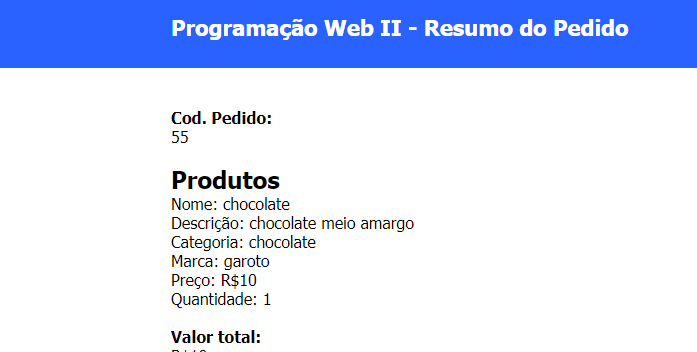 Programação Web II - Resumo do Pedido
Cod. Pedido:
55
Produtos
Nome: chocolate
Descrição: chocolate meio amargo
Categoria: chocolate
Marca: garoto
Preço: R$10
Quantidade: 1
Valor total: